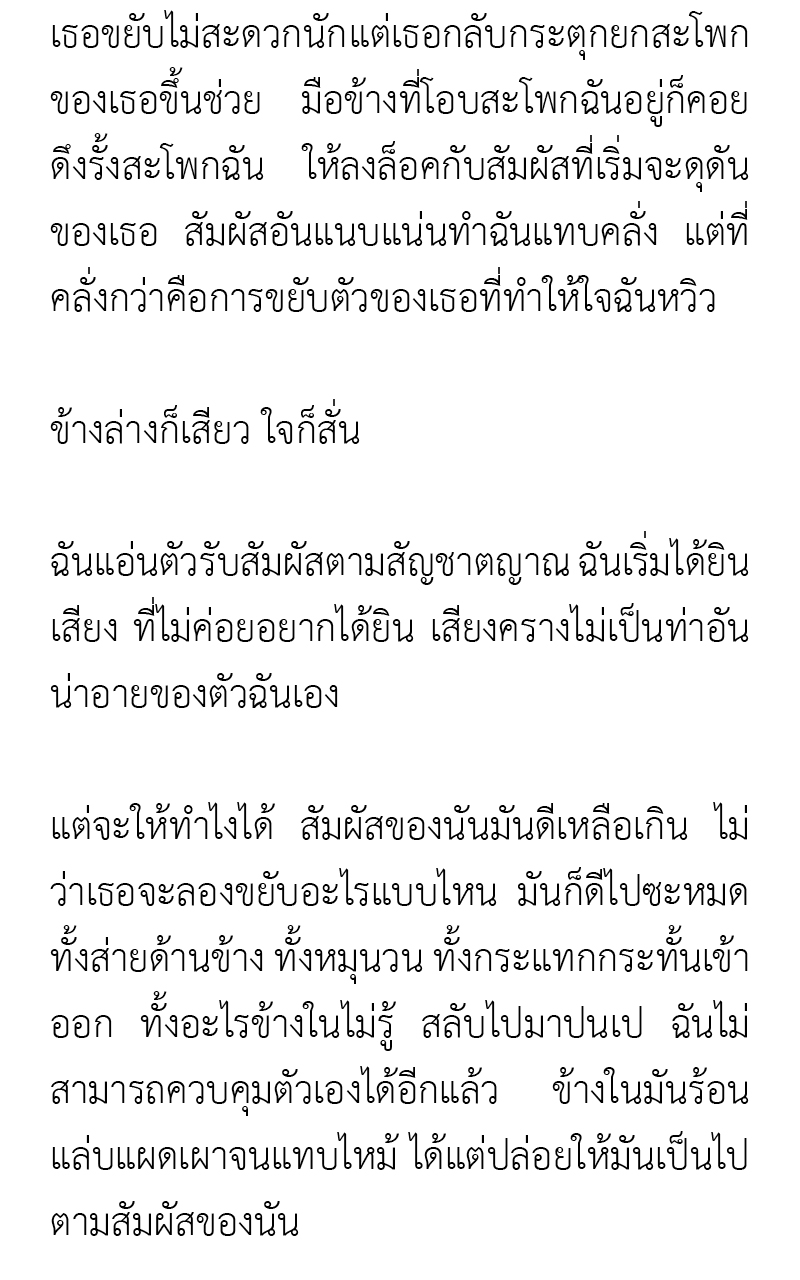 เธอขยับไม่สะดวกนักแต่เธอกลับกระตุกยกสะโพก
ของเธอขึ้นช่วย มือข้างที่โอบสะโพกฉันอยู่ก็คอย
ดึงรั้งสะโพกฉัน ให้ลงล็อคกับสัมผัสที่เริ่มจะดุดัน
ของเธอ สัมผัสอันแนบแน่นทำฉันแทบคลั่ง แต่ที่
คลั่งกว่าคือการขยับตัวของเธอที่ทำให้ใจฉันหวิว
ข้างล่างก็เสียว ใจก็สั่น
ฉันแอ่นตัวรับสัมผัสตามสัญชาตญาณ ฉันเริ่มได้ยิน
เสียง ที่ไม่ค่อยอยากได้ยิน เสียงครางไม่เป็นท่าอัน
น่าอายของตัวฉันเอง
แต่จะให้ทำไงได้ สัมผัสของนันมันดีเหลือเกิน ไม่
ว่าเธอจะลองขยับอะไรแบบไหน มันก็ดีไปซะหมด
ทั้งส่ายด้านข้าง ทั้งหมุนวน ทั้งกระแทกกระทั้นเข้า
ออก ทั้งอะไรข้างในไม่รู้ สลับไปมาปนเป ฉันไม่
สามารถควบคุมตัวเองได้อีกแล้ว ข้างในมันร้อน
แล่บแผดเผาจนแทบไหม้ ได้แต่ปล่อยให้มันเป็นไป
ตามสัมผัสของนัน